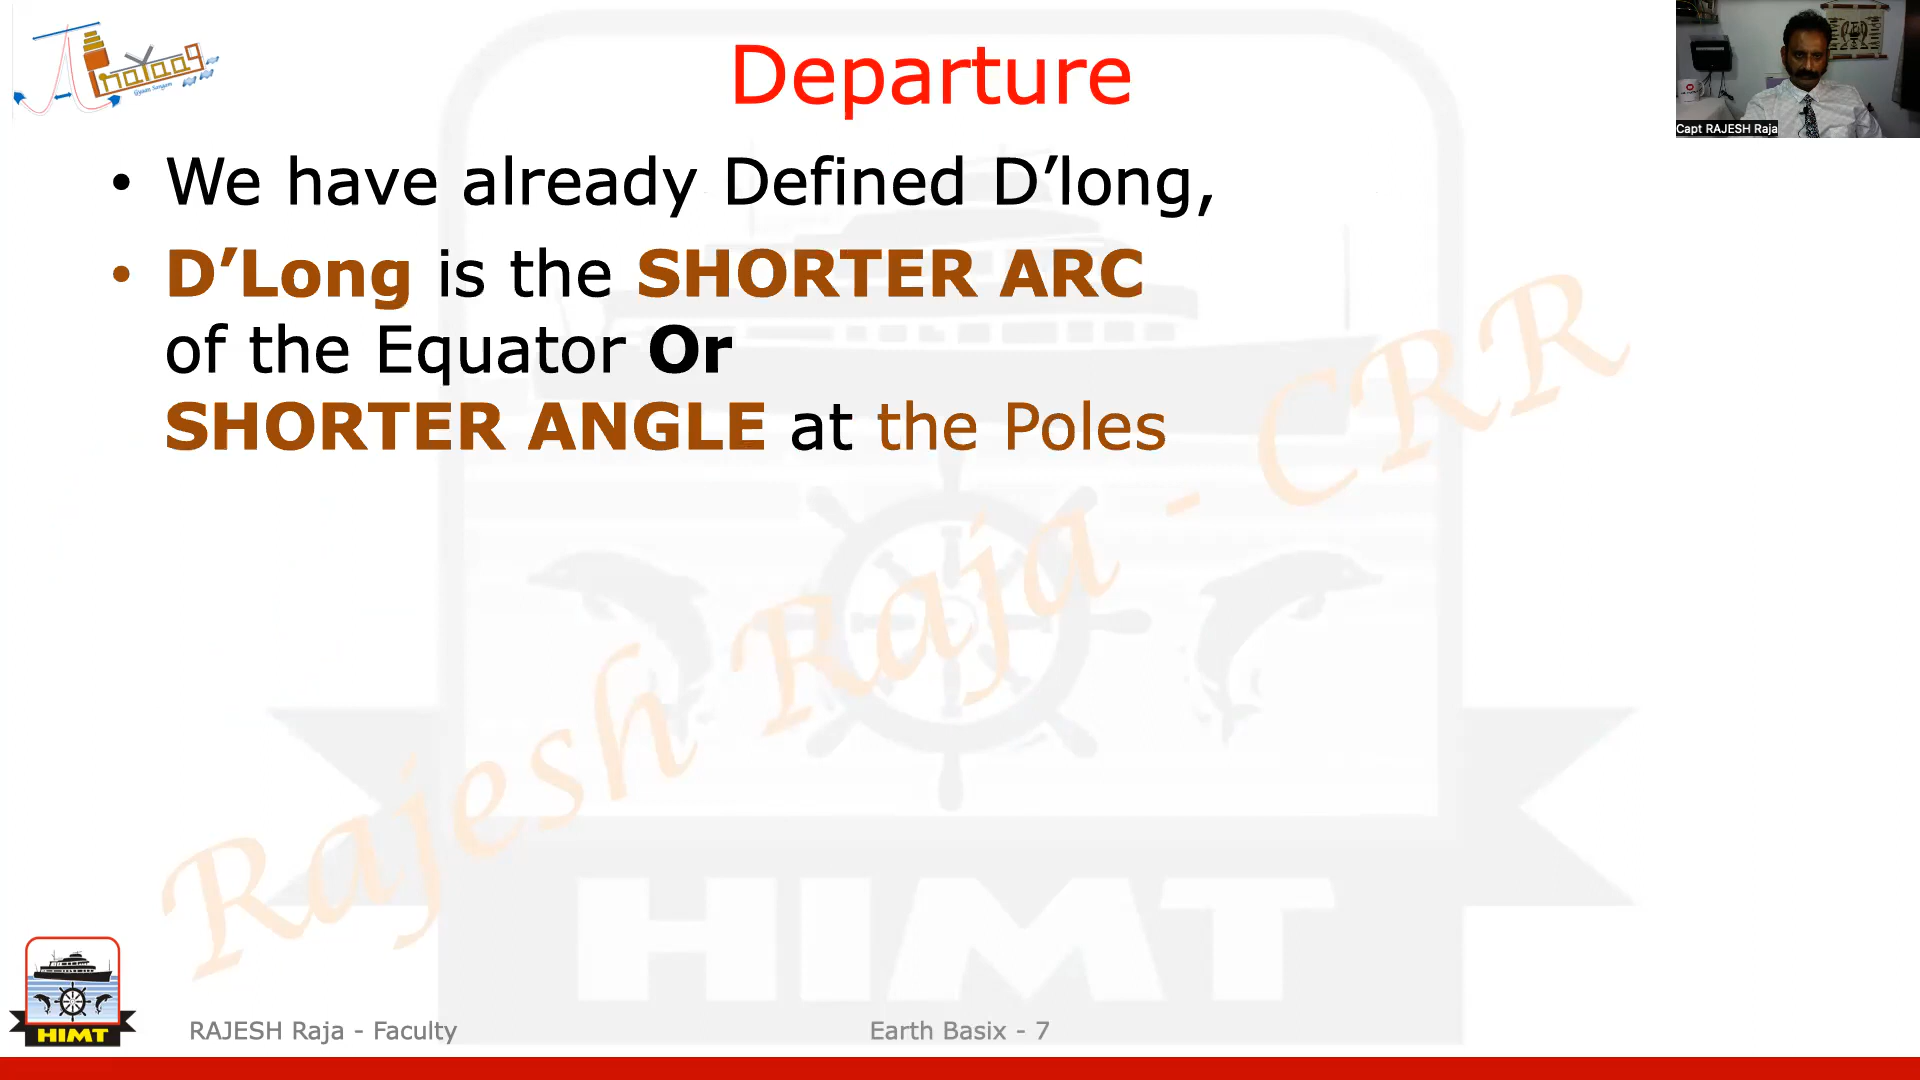 Departure
Capt RAJESH Raja
• We have already Defined D’long,
• D’Long is the SHORTER ARC
of the Equator Or
SHORTER ANGLE at the Poles
Rajesh Raja - CRR
HIMT
HIMT
RAJESH Raja - Faculty
Earth Basix - 7